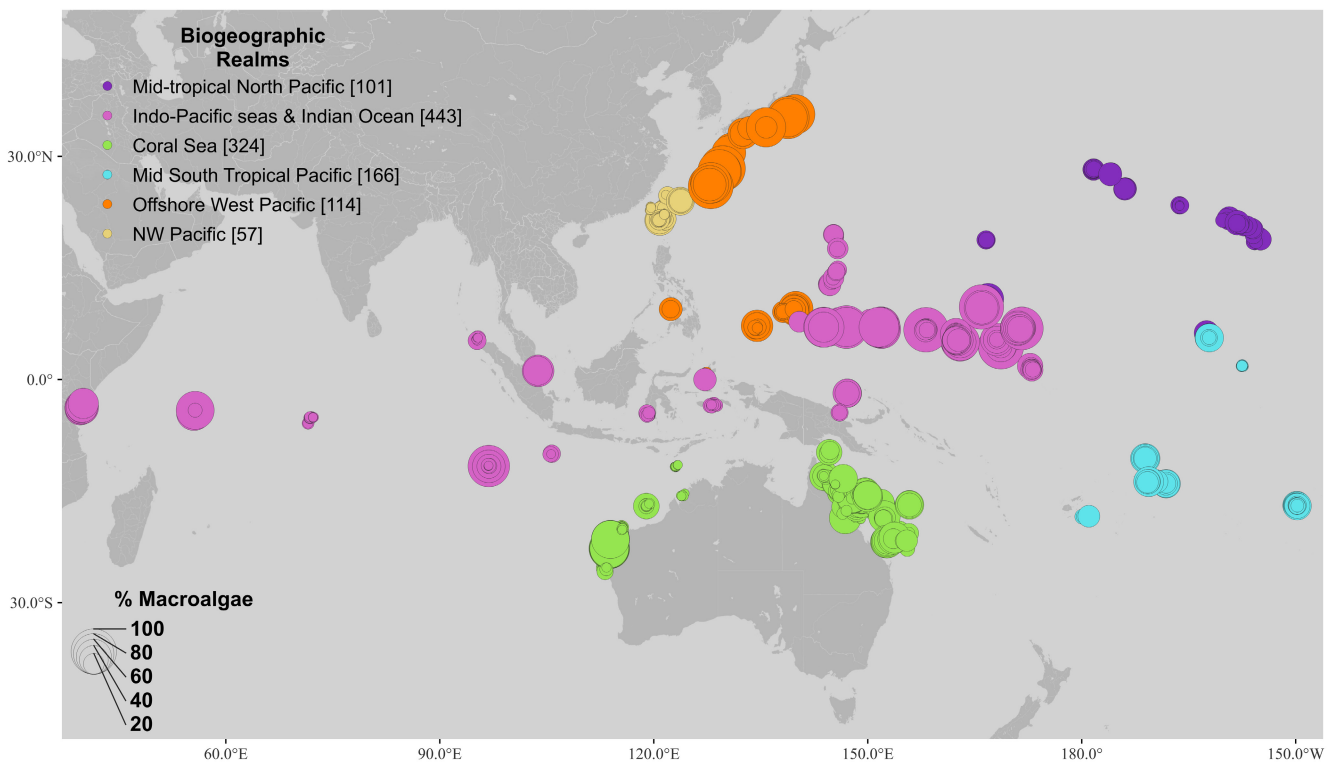 Biogeographic
Realms
Mid-tropical North Pacific [101]
Indo-Pacific seas & Indian Ocean [443]
Coral Sea [324]
Mid South Tropical Pacific [166]
Offshore West Pacific [114]
NW Pacific [57]
30.0°N
0.0°
30.0°S
% Macroalgae
100
80
60
40
20
60.0°E
90.0°E
120.0°E
150.0°E
180.0°
150.0°W